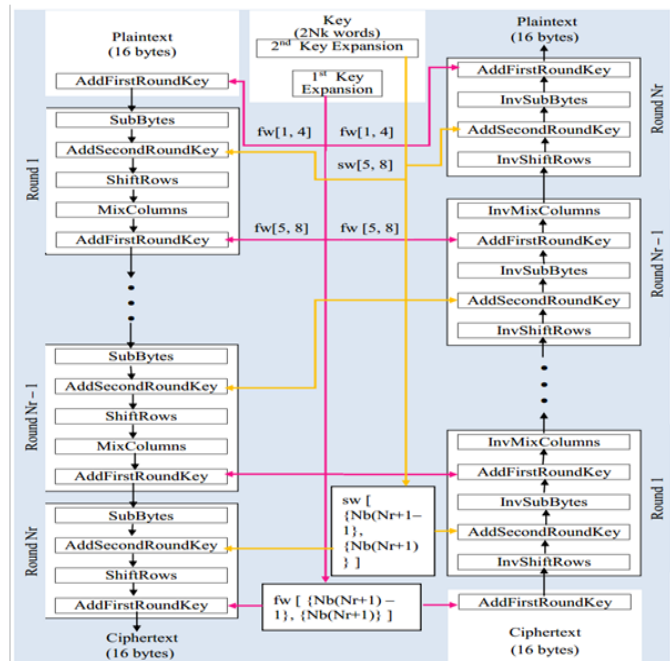 Plaintext
(16 bytes)
AddFirstRoundKey
Round 1
SubBytes
AddSecondRoundKey
ShiftRows
MixColumns
AddFirstRoundKey
Round Nr – 1
SubBytes
AddSecondRoundKey
ShiftRows
MixColumns
AddFirstRoundKey
Round Nr
SubBytes
AddSecondRoundKey
ShiftRows
AddFirstRoundKey
Ciphertext
(16 bytes)
Key
(2Nk words)
2nd Key Expansion
1st Key
Expansion
fw[1, 4]
fw[1, 4]
sw[5, 8]
fw[5, 8]
fw [5, 8]
sw [
{Nb(Nr+1–
1},
{Nb(Nr+1)
} ]
fw [ {Nb(Nr+1) –
1}, {Nb(Nr+1)} ]
Plaintext
(16 bytes)
Round Nr
AddFirstRoundKey
InvSubBytes
AddSecondRoundKey
InvShiftRows
Round Nr – 1
InvMixColumns
AddFirstRoundKey
InvSubBytes
AddSecondRoundKey
InvShiftRows
Round 1
InvMixColumns
AddFirstRoundKey
InvSubBytes
AddSecondRoundKey
InvShiftRows
AddFirstRoundKey
Ciphertext
(16 bytes)